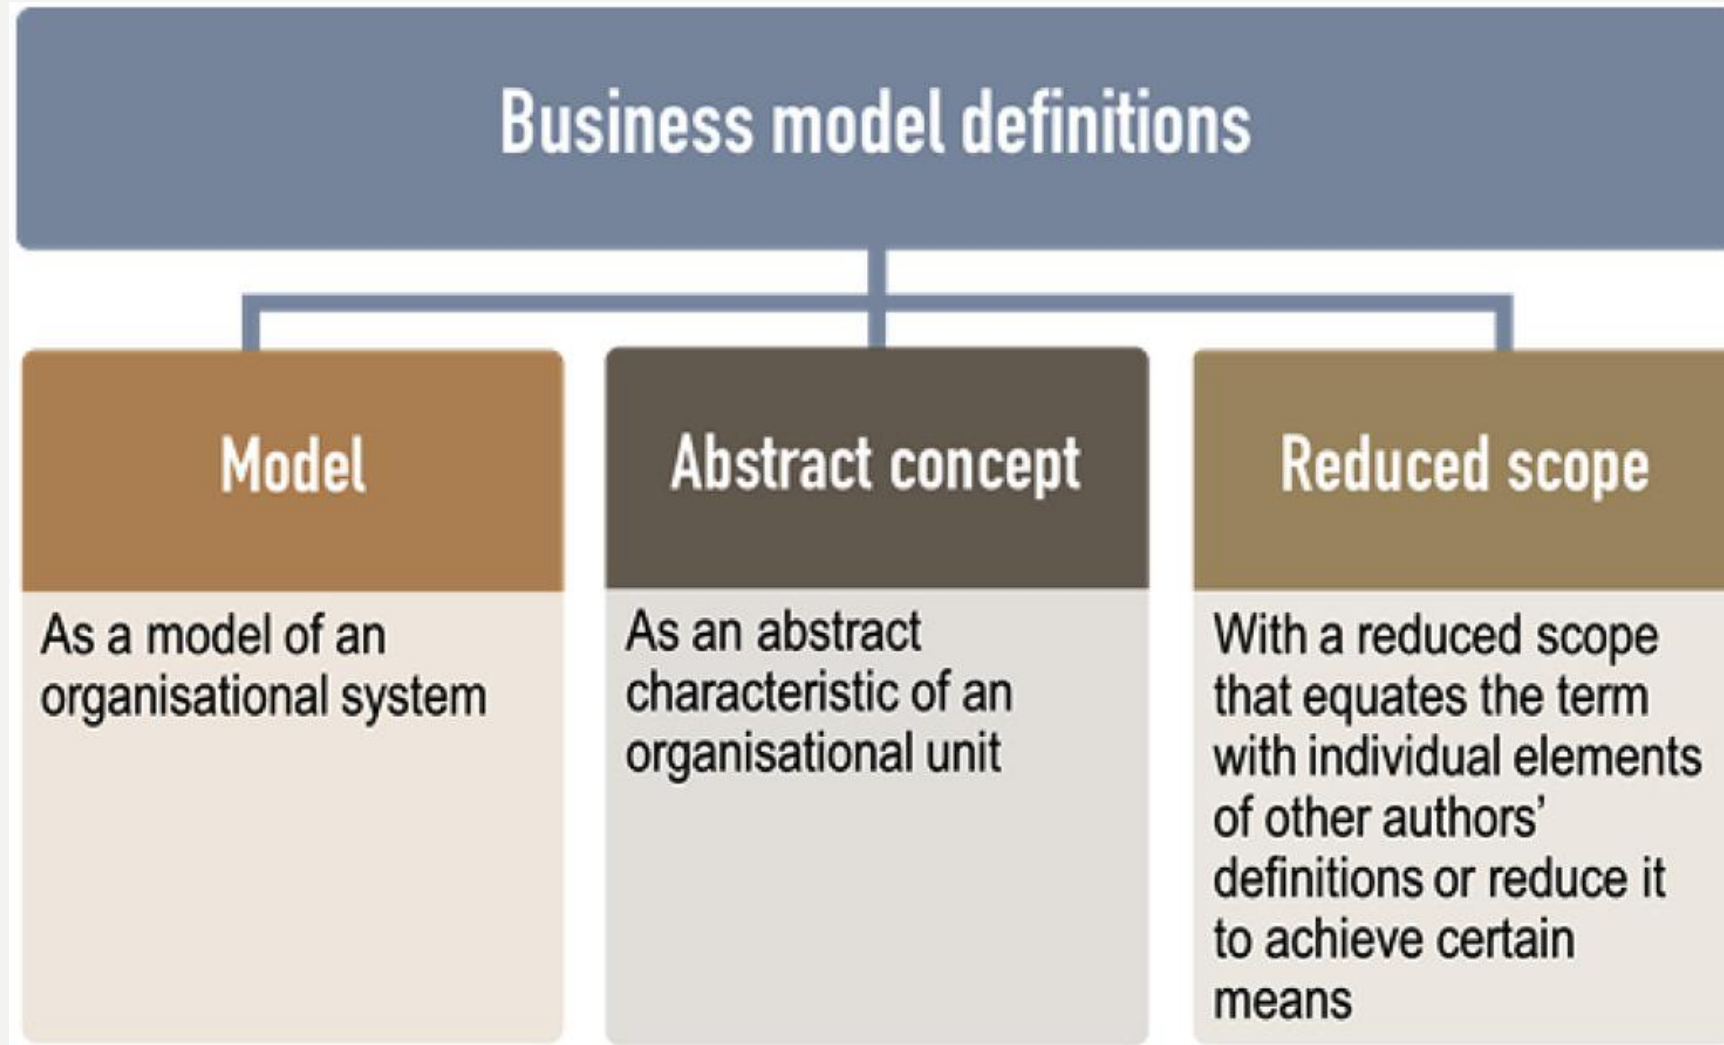 Business model definitions
Model
As a model of an
organisational system
Abstract concept
As an abstract
characteristic of an
organisational unit
Reduced scope
With a reduced scope
that equates the term
with individual elements
of other authors’
definitions or reduce it
to achieve certain
means